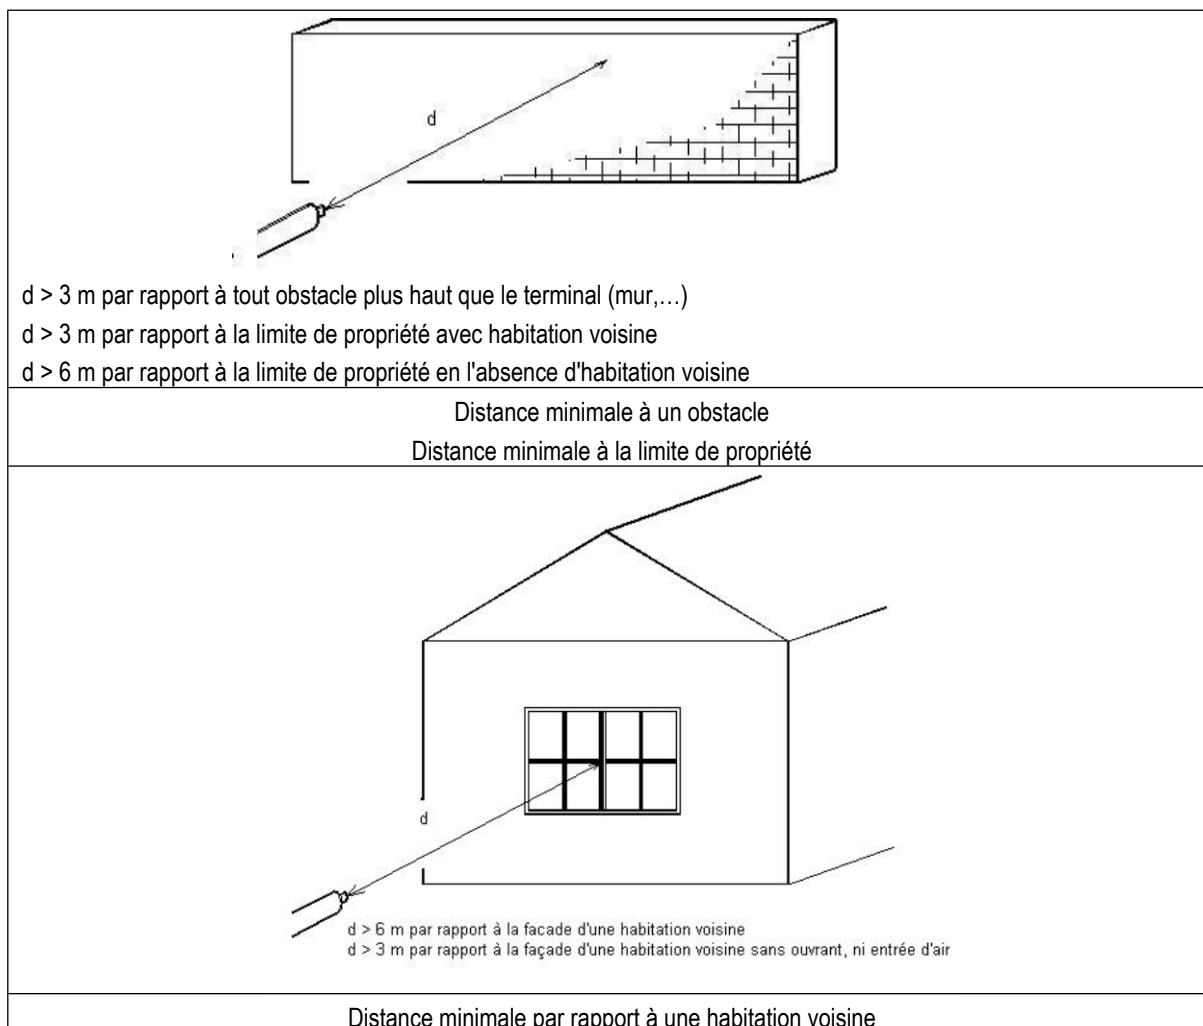 d
d > 3 m par rapport à tout obstacle plus haut que le terminal (mur,…)
d > 3 m par rapport à la limite de propriété avec habitation voisine
d > 6 m par rapport à la limite de propriété en l'absence d'habitation voisine
Distance minimale à un obstacle
Distance minimale à la limite de propriété
d
d > 6 m par rapport à la facade d'une habitation voisine
d > 3 m par rapport à la façade d'une habitation voisine sans ouvrant, ni entrée d'air
Distance minimale par rapport à une habitation voisine